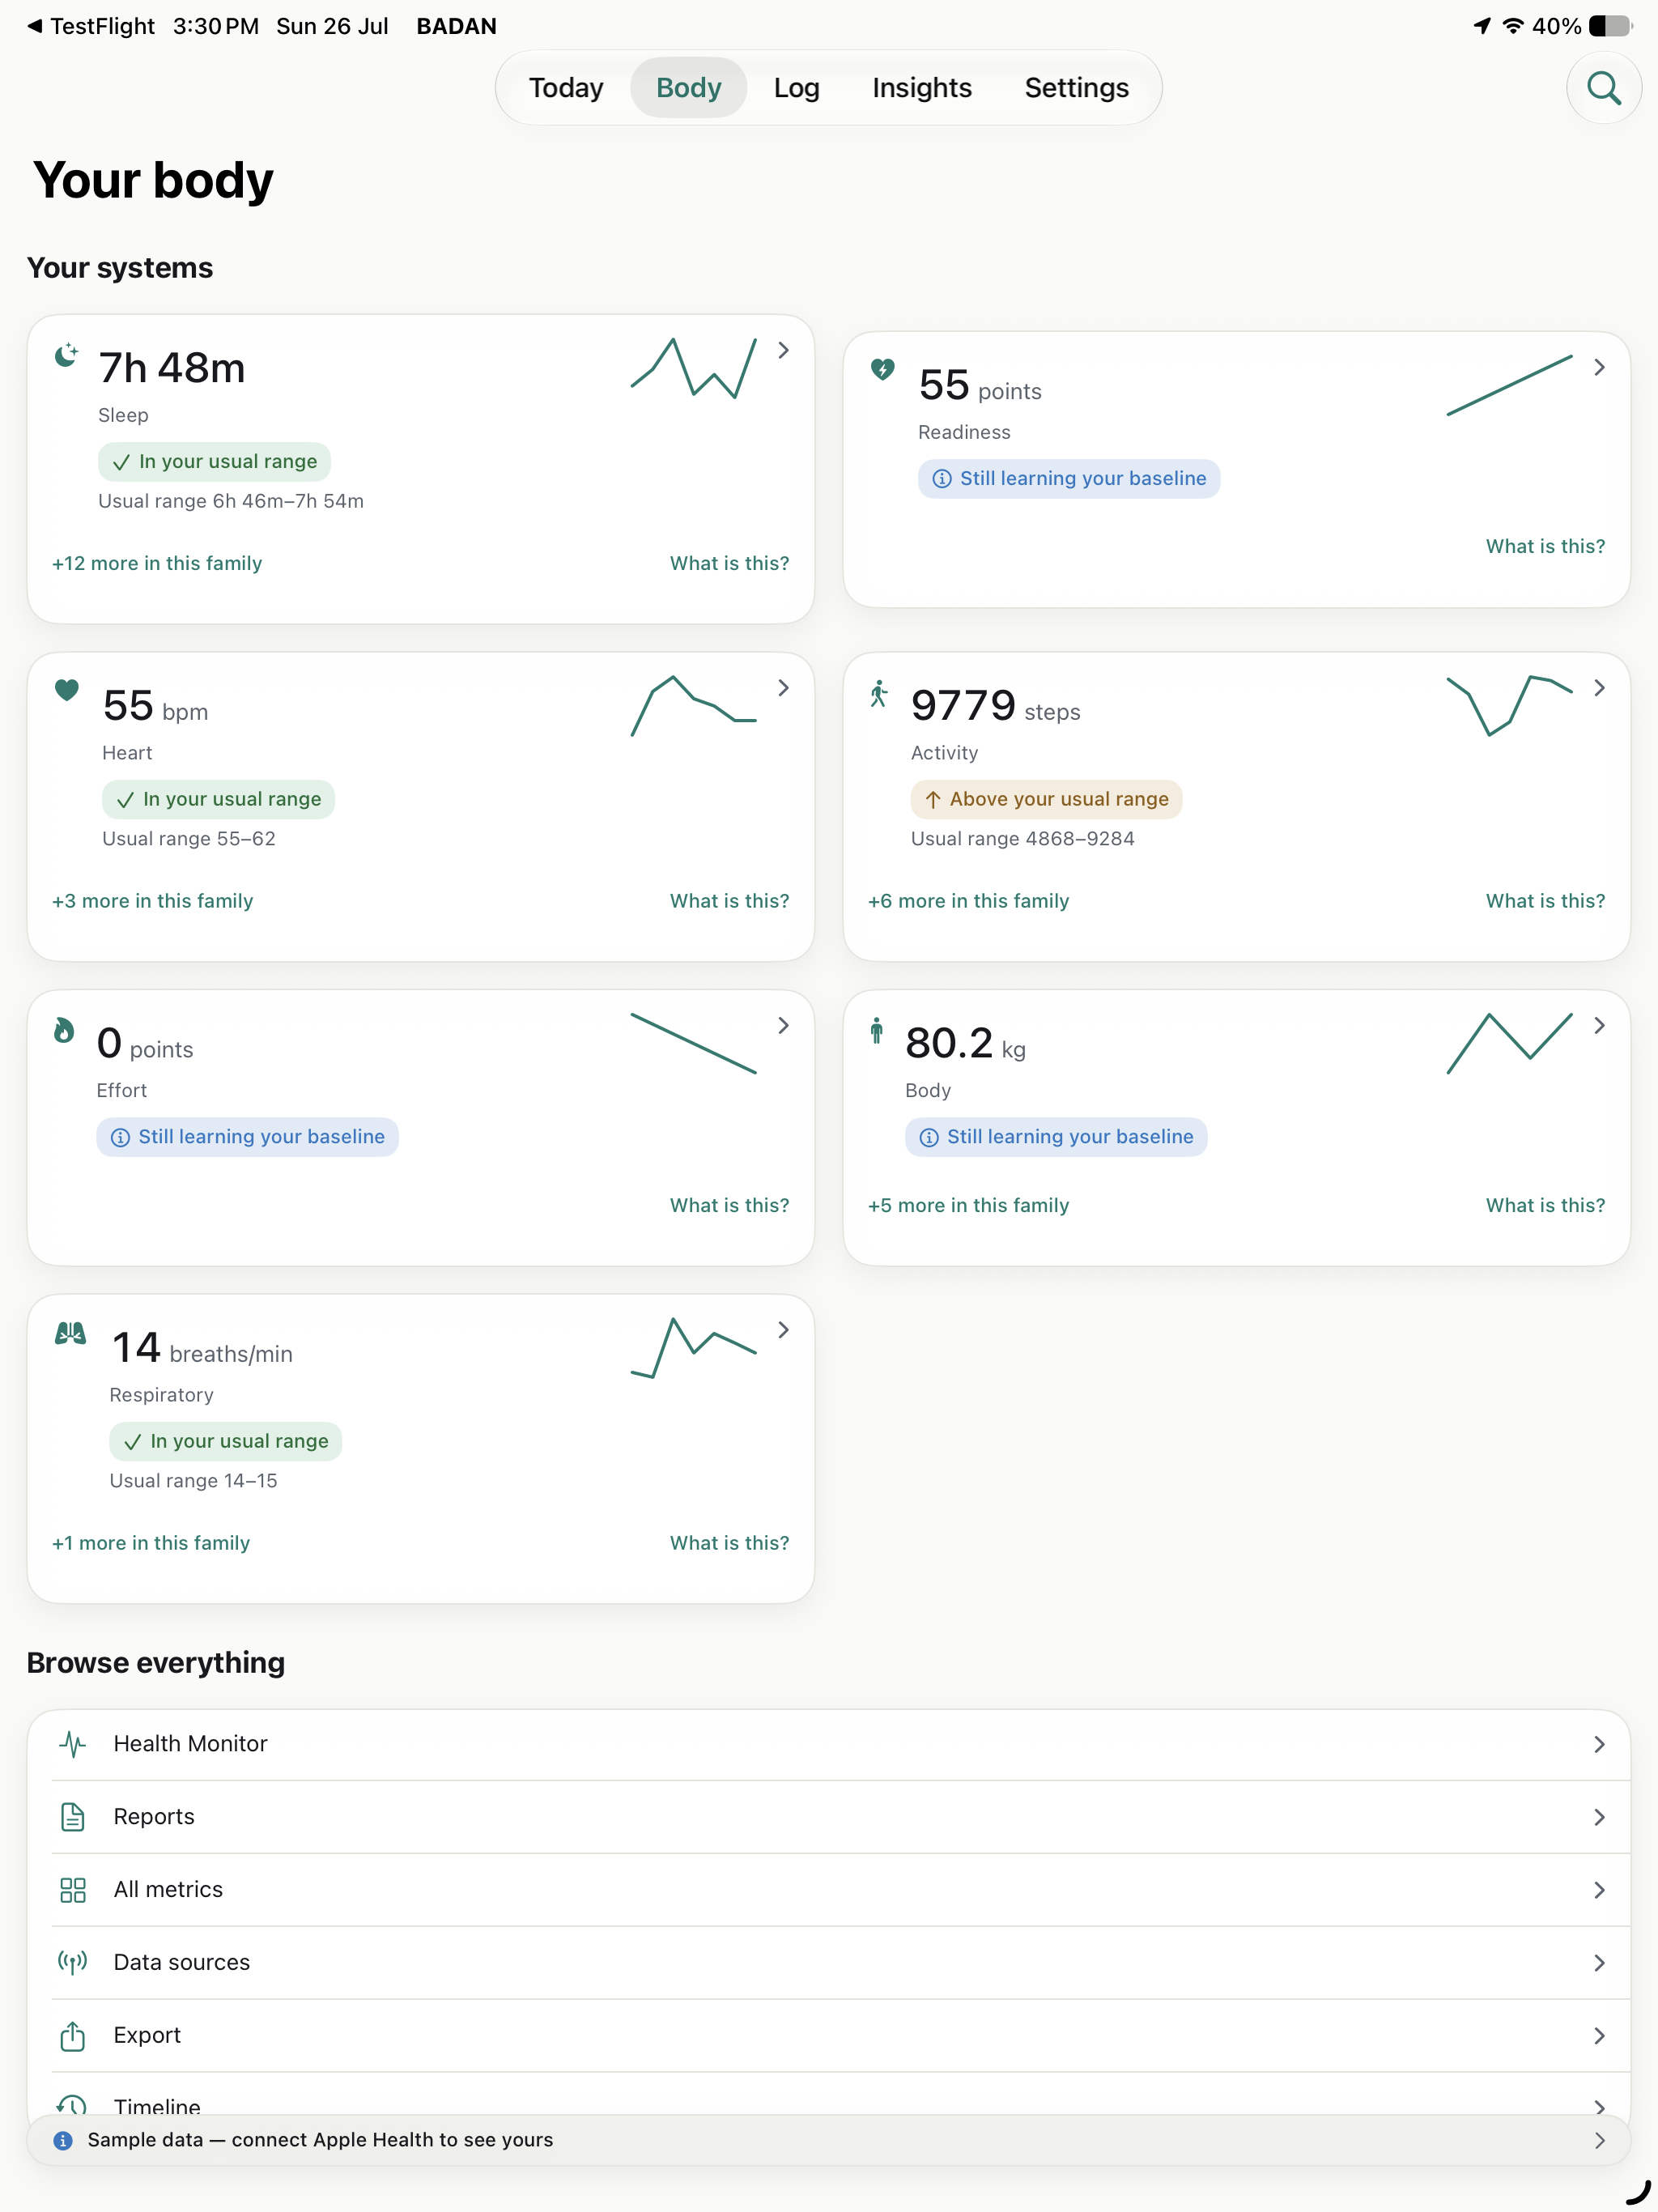 TestFlight 3:30 PM Sun 26 Jul BADAN 40%
Today Body Log Insights Settings
Your body
Your systems
7h 48m
Sleep
In your usual range
Usual range 6h 46m–7h 54m
+12 more in this family What is this?
55 points
Readiness
Still learning your baseline
What is this?
55 bpm
Heart
In your usual range
Usual range 55–62
+3 more in this family What is this?
9779 steps
Activity
Above your usual range
Usual range 4868–9284
+6 more in this family What is this?
0 points
Effort
Still learning your baseline
What is this?
80.2 kg
Body
Still learning your baseline
+5 more in this family What is this?
14 breaths/min
Respiratory
In your usual range
Usual range 14–15
+1 more in this family What is this?
Browse everything
Health Monitor
Reports
All metrics
Data sources
Export
Timeline
Sample data — connect Apple Health to see yours